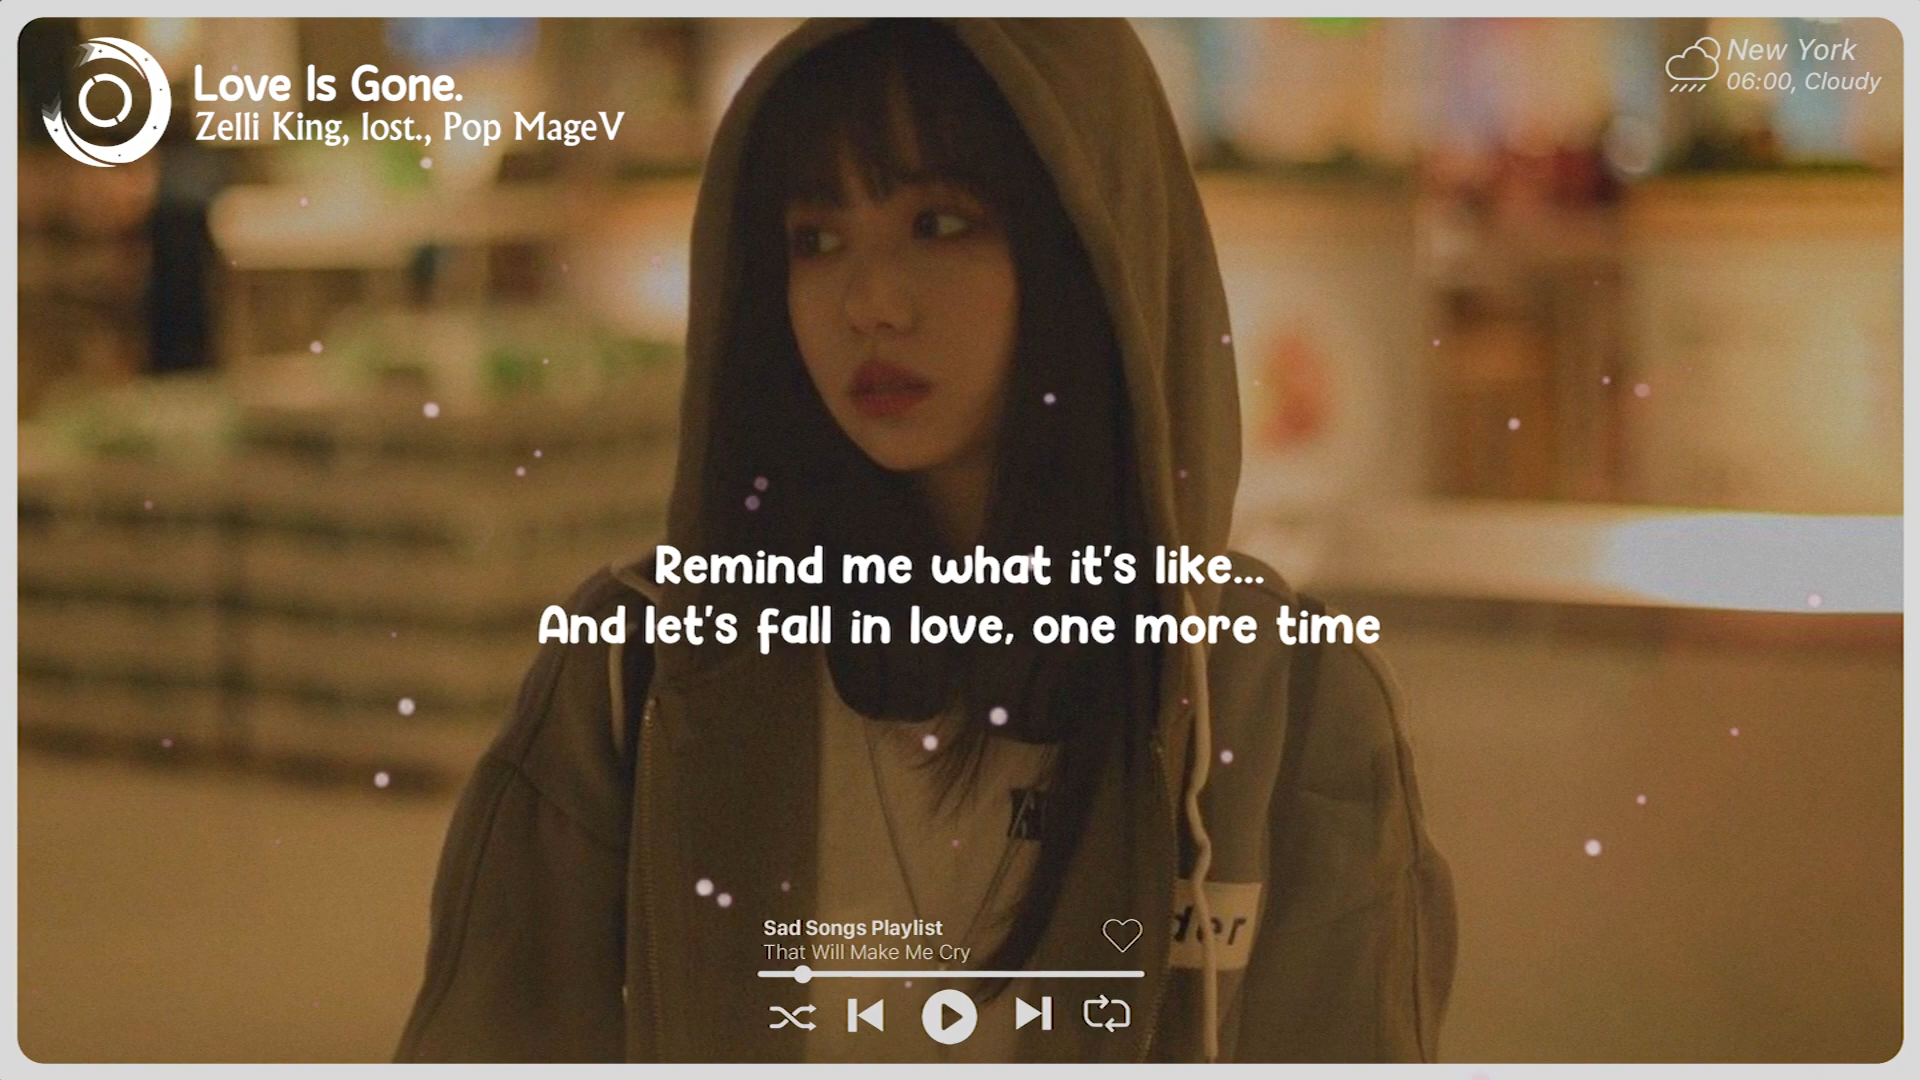 Love Is Gone.
Zelli King, lost., Pop MageV
New York
06:00, Cloudy
Remind me what it's like...
And let's fall in love, one more time
der
Sad Songs Playlist
That Will Make Me Cry